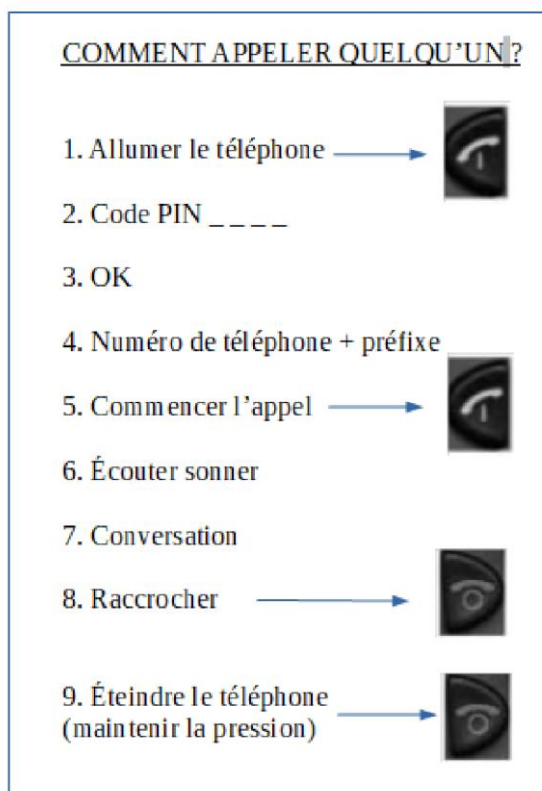 COMMENT APPELER QUELQU’UN ?
1. Allumer le téléphone
2. Code PIN _ _ _ _
3. OK
4. Numéro de téléphone + préfixe
5. Commencer l’appel
6. Écouter sonner
7. Conversation
8. Raccrocher
9. Éteindre le téléphone
(maintenir la pression)